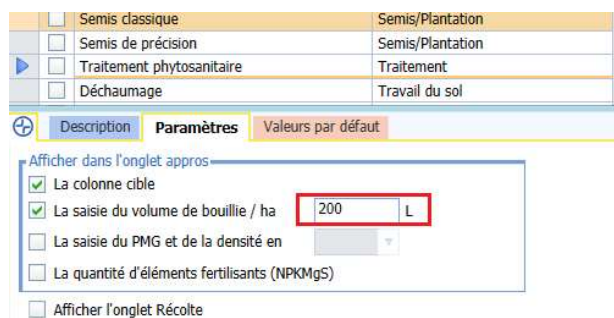 Semis classique Semis/Plantation
Semis de précision Semis/Plantation
Traitement phytosanitaire Traitement
Déchaumage Travail du sol
Description Paramètres Valeurs par défaut
Afficher dans l'onglet appros
La colonne cible
La saisie du volume de bouillie / ha 200 L
La saisie du PMG et de la densité en
La quantité d'éléments fertilisants (NPKMgS)
Afficher l'onglet Récolte